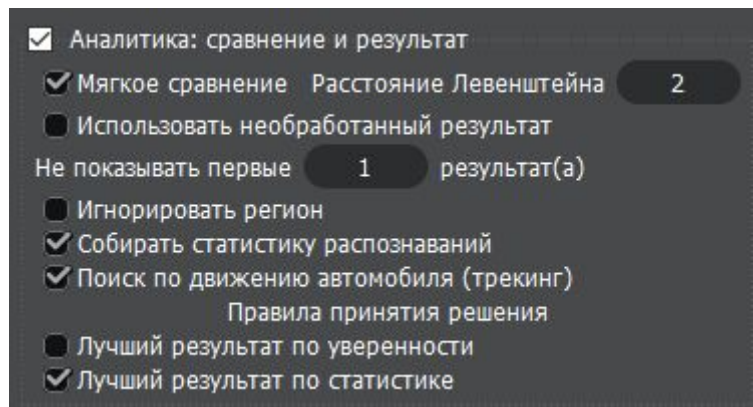 Аналитика: сравнение и результат
Мягкое сравнение Расстояние Левенштейна 2
Использовать необработанный результат
Не показывать первые 1 результат(а)
Игнорировать регион
Собирать статистику распознаваний
Поиск по движению автомобиля (трекинг)
Правила принятия решения
Лучший результат по уверенности
Лучший результат по статистике